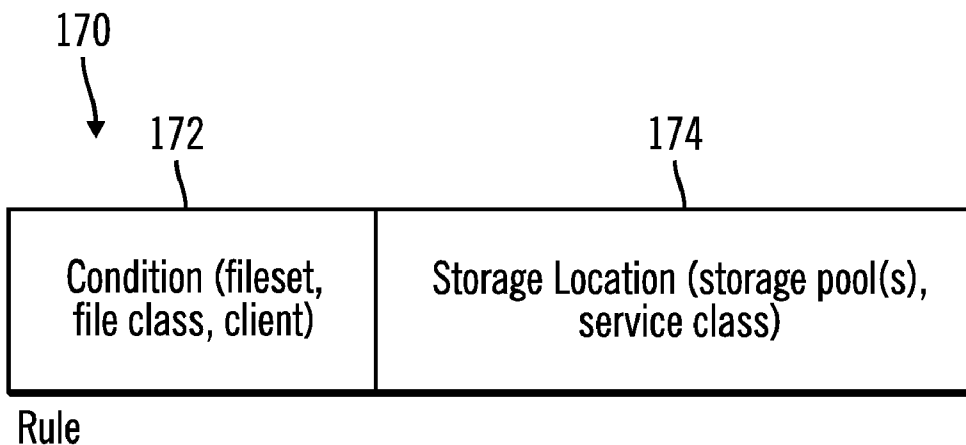 170
172
174
Condition (fileset,
file class, client)
Storage Location (storage pool(s),
service class)
Rule